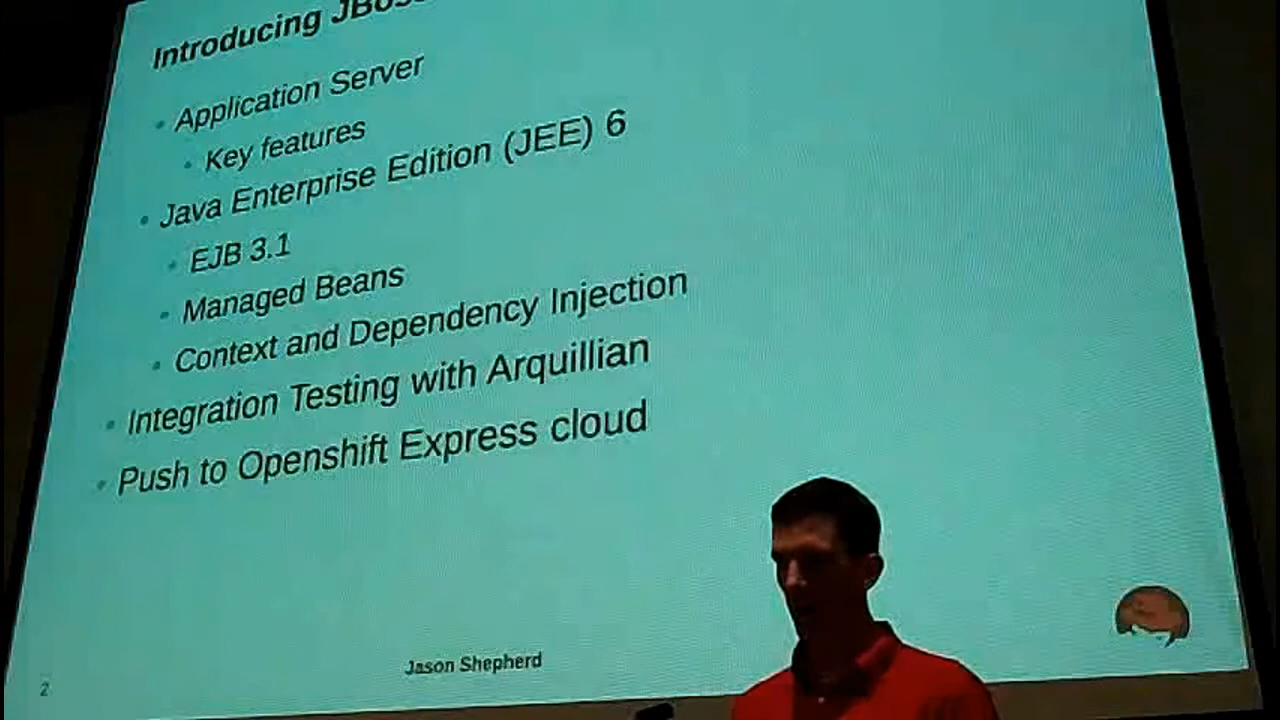 Introducing
Application Server
Key features
Java Enterprise Edition (JEE) 6
EJB 3.1
Managed Beans
Context and Dependency Injection
Integration Testing with Arquillian
Push to Openshift Express cloud
Jason Shepherd
2